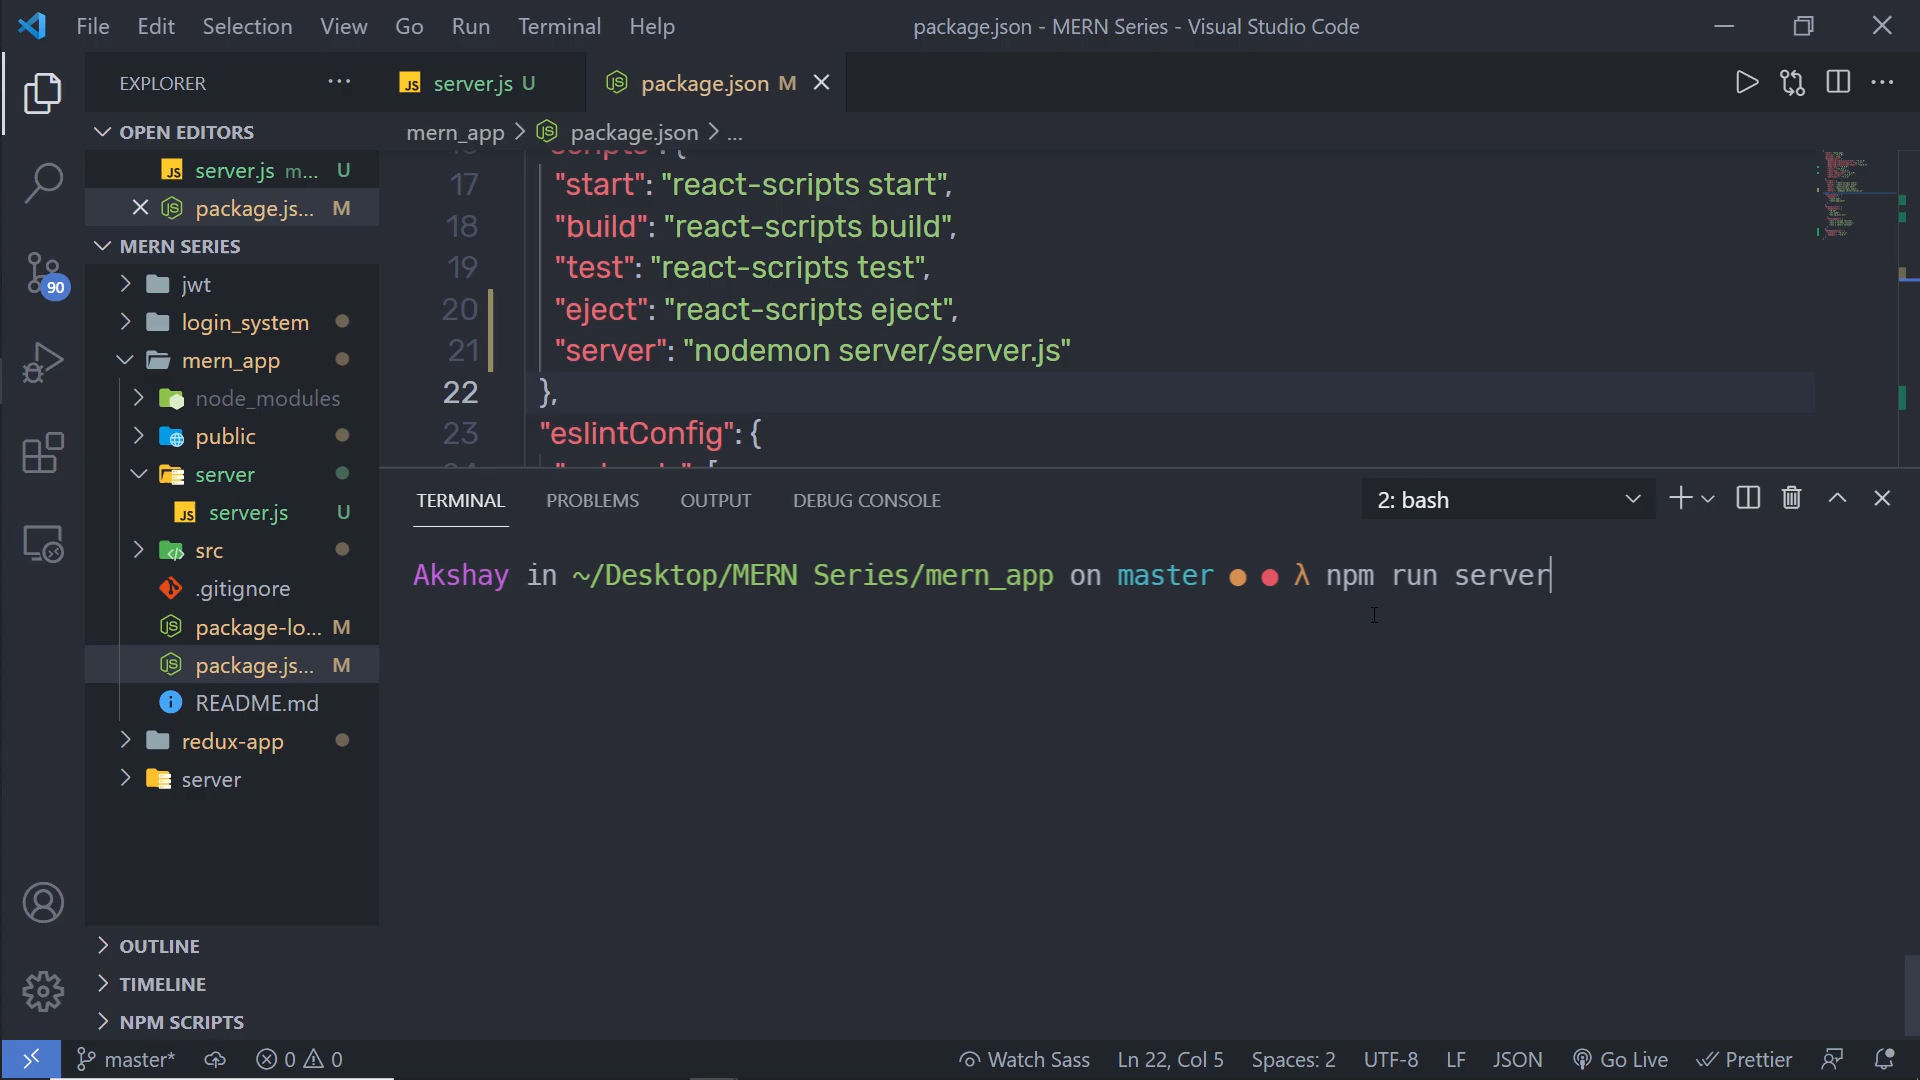 File Edit Selection View Go Run Terminal Help
package.json - MERN Series - Visual Studio Code
EXPLORER
server.js U
package.json M
OPEN EDITORS
server.js m... U
package.js... M
MERN SERIES
jwt
login_system
mern_app
node_modules
public
server
server.js U
src
.gitignore
package-lo... M
package.js... M
README.md
redux-app
server
OUTLINE
TIMELINE
NPM SCRIPTS
90
mern_app > package.json > ...
17 "start": "react-scripts start",
18 "build": "react-scripts build",
19 "test": "react-scripts test",
20 "eject": "react-scripts eject",
21 "server": "nodemon server/server.js"
22 },
23 "eslintConfig": {
TERMINAL PROBLEMS OUTPUT DEBUG CONSOLE
2: bash
Akshay in ~/Desktop/MERN Series/mern_app on master ● ● λ npm run server
master* 0 0
Watch Sass Ln 22, Col 5 Spaces: 2 UTF-8 LF JSON Go Live Prettier